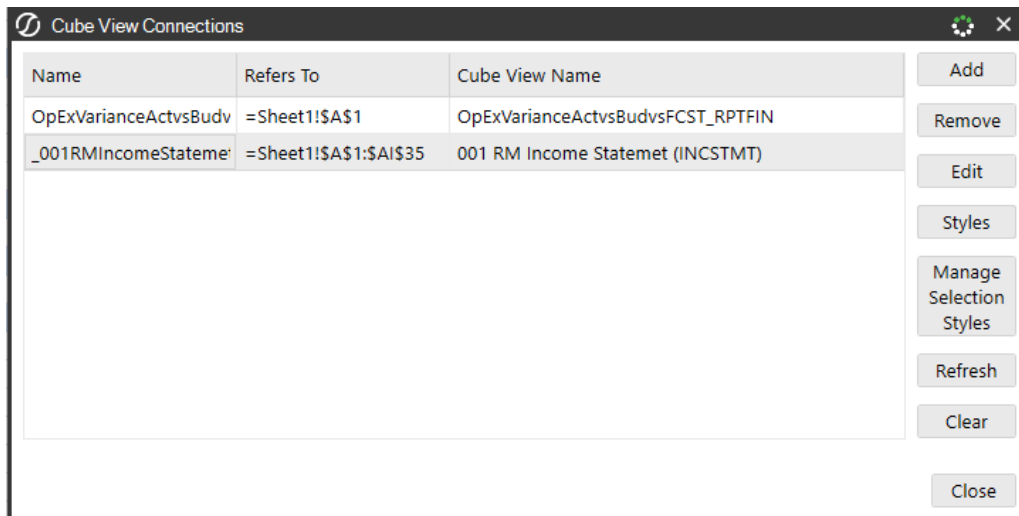 Cube View Connections
Name Refers To Cube View Name
OpExVarianceActvsBudv =Sheet1!$A$1 OpExVarianceActvsBudvsFCST_RPTFIN
_001RMIncomeStatemet =Sheet1!$A$1:$AI$35 001 RM Income Statemet (INCSTMT)
Add
Remove
Edit
Styles
Manage
Selection
Styles
Refresh
Clear
Close